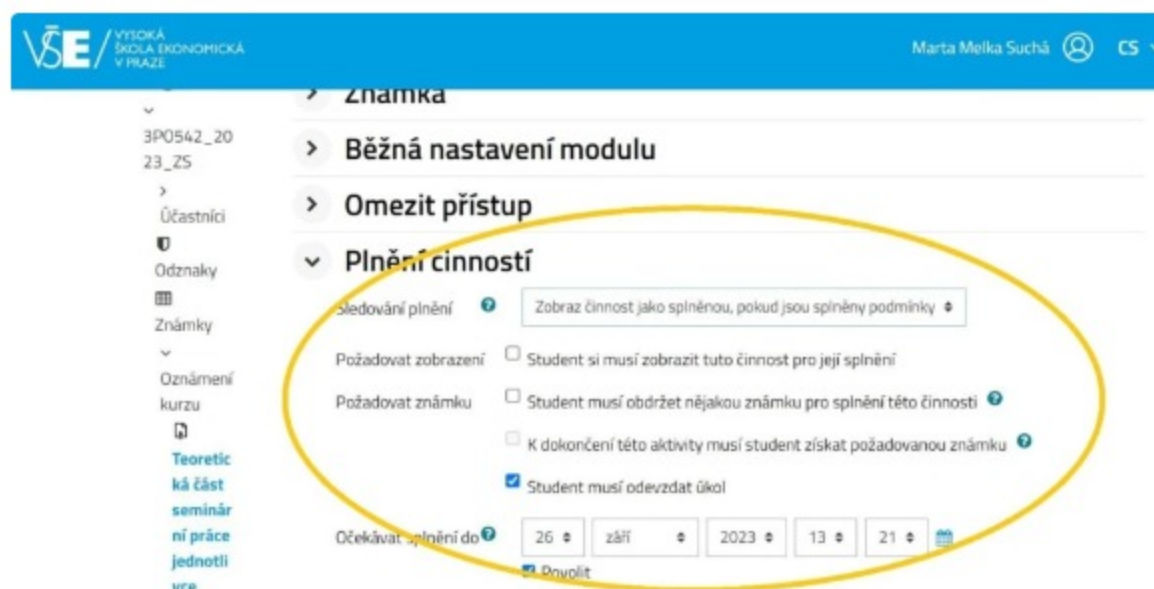 VŠE / VYSOKÁ
ŠKOLA EKONOMICKÁ
V PRAZE
Marta Melka Suchá CS
3PO542_20
23_ZS
Účastníci
Odznaky
Známky
Oznámení
kurzu
Teoretic
ká část
seminár
ní práce
jednotli
vce
Známka
Běžná nastavení modulu
Omezit přístup
Plnění činností
Sledování plnění Zobraz činnost jako splněnou, pokud jsou splněny podmínky
Požadovat zobrazení Student si musí zobrazit tuto činnost pro její splnění
Požadovat známku Student musí obdržet nějakou známku pro splnění této činnosti
K dokončení této aktivity musí student získat požadovanou známku
Student musí odevzdat úkol
Očekávat splnění do 26 září 2023 13 21
Povolit